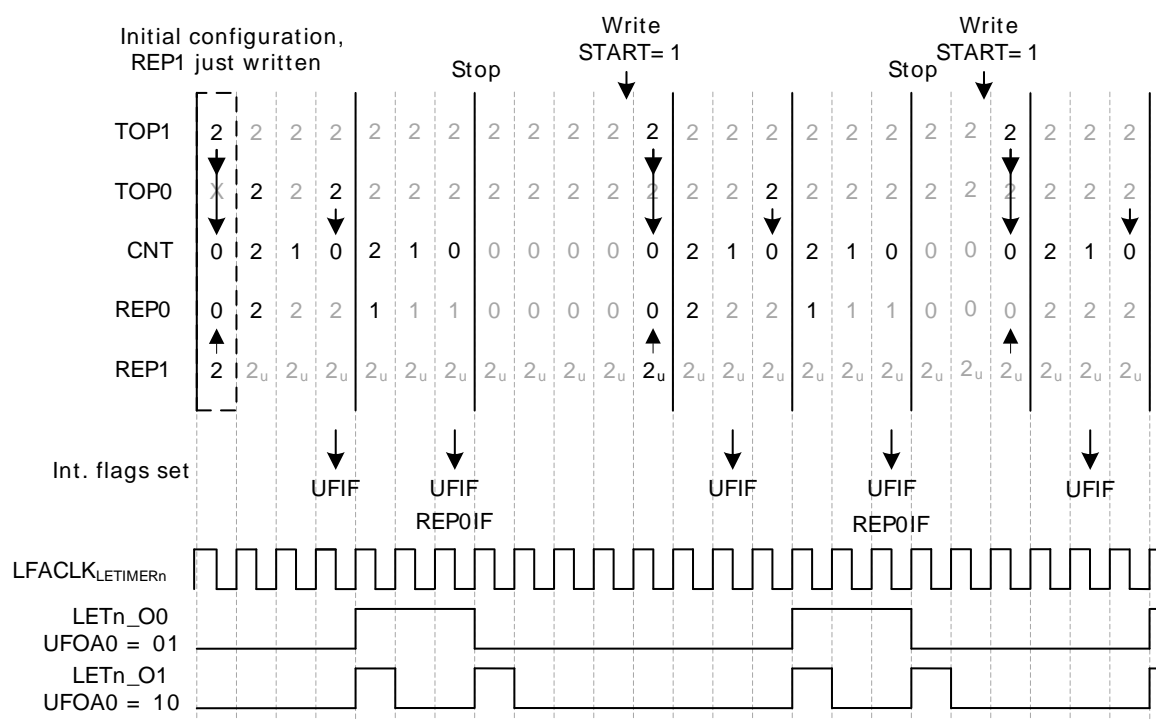 Initial configuration,
REP1 just written
Stop
Write
START= 1
Stop
Write
START= 1
TOP1 2 2 2 2 2 2 2 2 2 2 2 2 2 2 2 2 2 2 2 2 2 2 2 2
TOP0 X 2 2 2 2 2 2 2 2 2 2 2 2 2 2 2 2 2 2 2 2 2 2 2
CNT 0 2 1 0 2 1 0 0 0 0 0 0 2 1 0 2 1 0 0 0 0 2 1 0
REP0 0 2 2 2 1 1 1 0 0 0 0 0 2 2 2 1 1 1 0 0 0 2 2 2
REP1 2 2u 2u 2u 2u 2u 2u 2u 2u 2u 2u 2u 2u 2u 2u 2u 2u 2u 2u 2u 2u 2u 2u 2u
Int. flags set
UFIF UFIF UFIF UFIF UFIF
REP0IF REP0IF
LFACLKLETIMERn
LETn_O0
UFOA0 = 01
LETn_O1
UFOA0 = 10